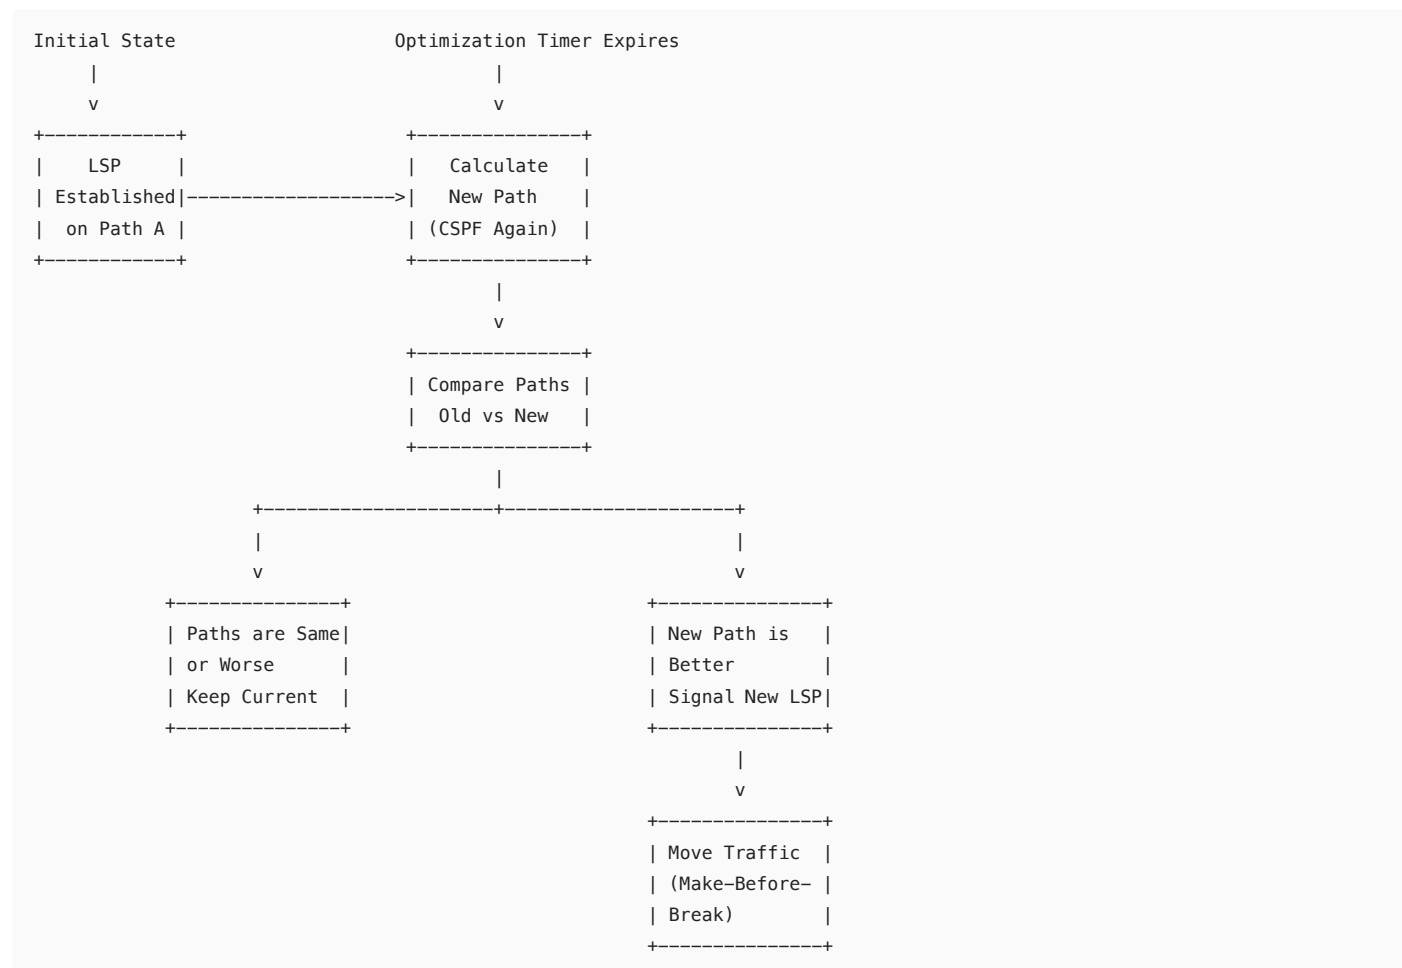 Initial State                    Optimization Timer Expires
     |                                    |
     v                                    v
+------------+                    +---------------+
|    LSP     |                    |   Calculate   |
| Established|------------------->|   New Path    |
|  on Path A |                    | (CSPF Again)  |
+------------+                    +---------------+
                                          |
                                          v
                                  +---------------+
                                  | Compare Paths |
                                  |  Old vs New   |
                                  +---------------+
                                          |
                    +---------------------+---------------------+
                    |                                           |
                    v                                           v
            +---------------+                           +---------------+
            | Paths are Same|                           | New Path is   |
            | or Worse      |                           | Better        |
            | Keep Current  |                           | Signal New LSP|
            +---------------+                           +---------------+
                                                                |
                                                                v
                                                        +---------------+
                                                        | Move Traffic  |
                                                        | (Make-Before- |
                                                        | Break)        |
                                                        +---------------+